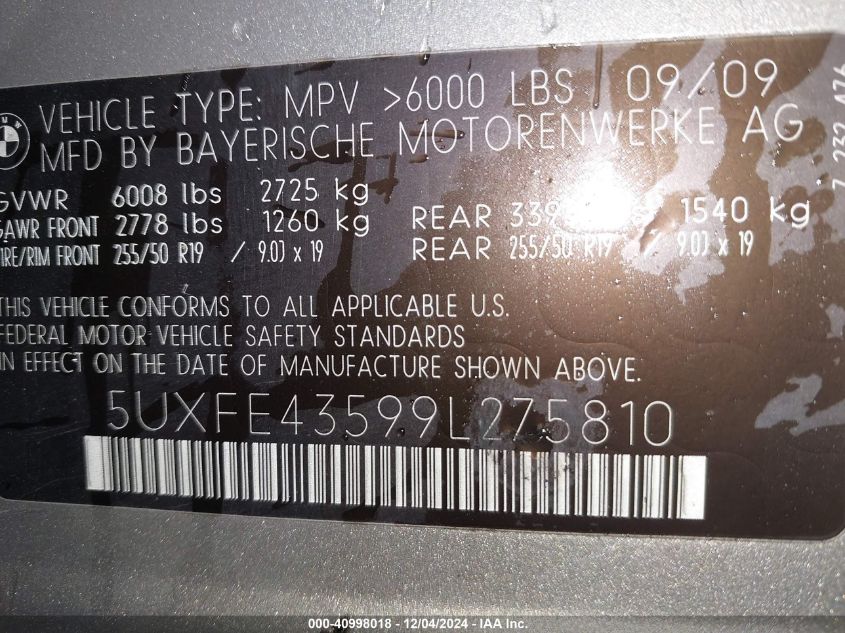 VEHICLE TYPE: MPV >6000 LBS 09/09
MFD BY BAYERISCHE MOTORENWERKE AG
GVWR 6008 lbs 2725 kg
GAWR FRONT 2778 lbs 1260 kg REAR 1540 kg
TIRE/RIM FRONT 255/50 R19 / 9.0J x 19 REAR 255/50 R19 / 9.0J x 19
THIS VEHICLE CONFORMS TO ALL APPLICABLE U.S.
FEDERAL MOTOR VEHICLE SAFETY STANDARDS
IN EFFECT ON THE DATE OF MANUFACTURE SHOWN ABOVE.
5UXFE43599L275810
7 232 476
000-40998018 - 12/04/2024 - IAA Inc.